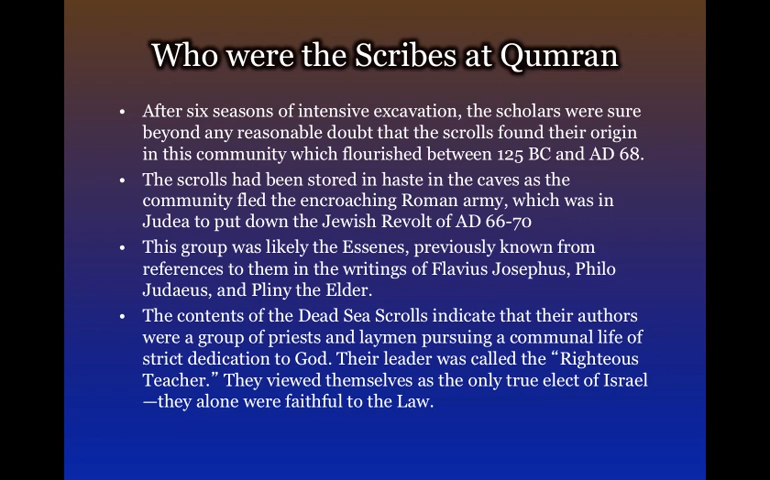 Who were the Scribes at Qumran
• After six seasons of intensive excavation, the scholars were sure
beyond any reasonable doubt that the scrolls found their origin
in this community which flourished between 125 BC and AD 68.
• The scrolls had been stored in haste in the caves as the
community fled the encroaching Roman army, which was in
Judea to put down the Jewish Revolt of AD 66-70
• This group was likely the Essenes, previously known from
references to them in the writings of Flavius Josephus, Philo
Judaeus, and Pliny the Elder.
• The contents of the Dead Sea Scrolls indicate that their authors
were a group of priests and laymen pursuing a communal life of
strict dedication to God. Their leader was called the “Righteous
Teacher.” They viewed themselves as the only true elect of Israel
—they alone were faithful to the Law.